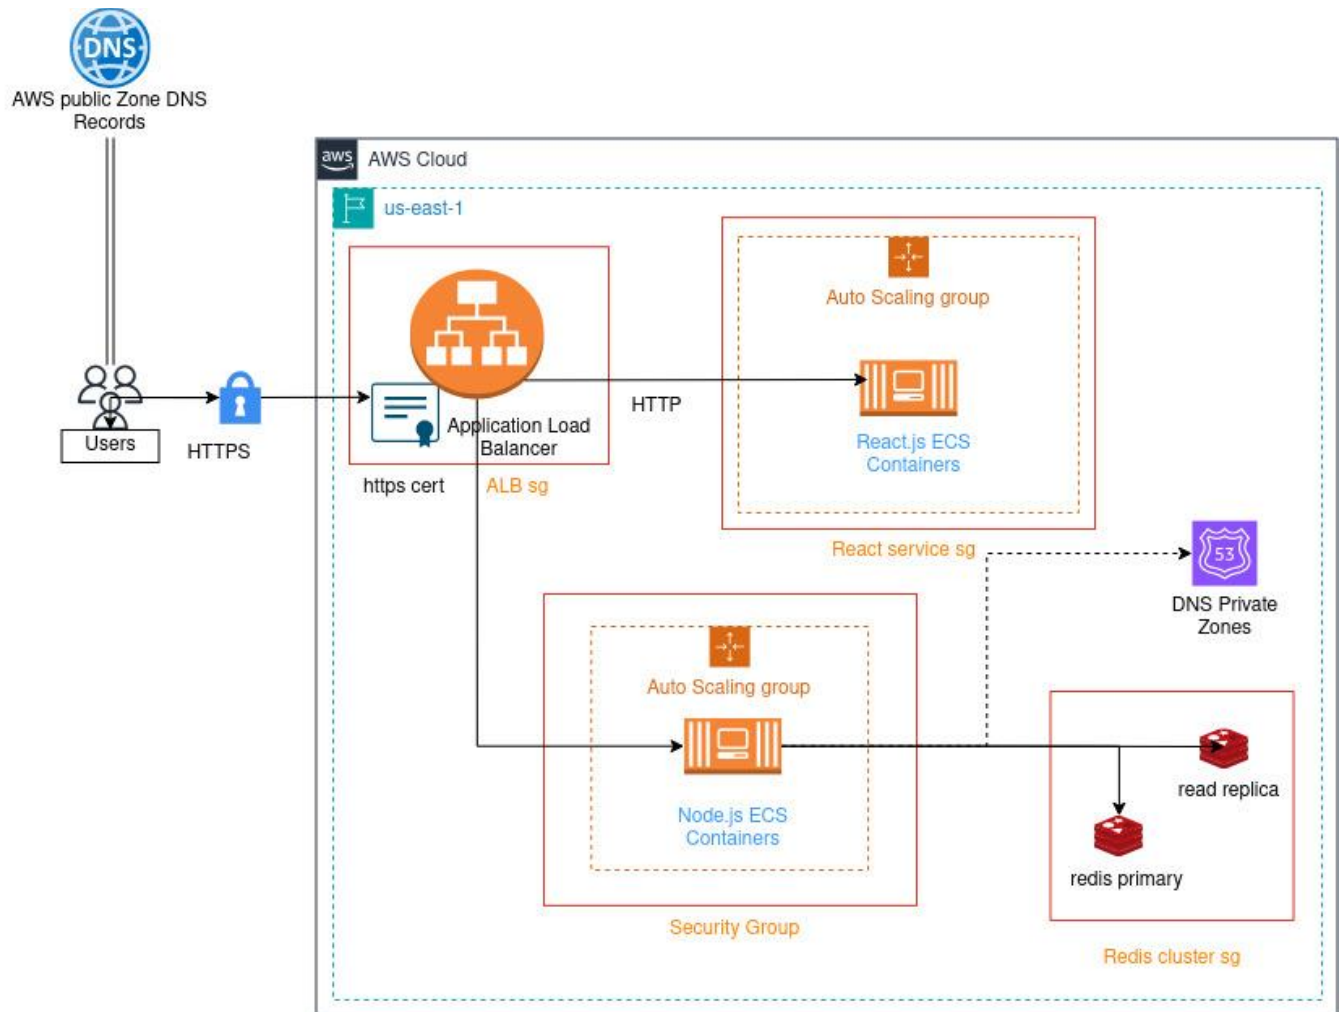 DNS
AWS public Zone DNS
Records
aws
AWS Cloud
us-east-1
Auto Scaling group
HTTP
Application Load
Balancer
React.js ECS
Containers
Users
HTTPS
https cert
ALB sg
React service sg
53
DNS Private
Zones
Auto Scaling group
read replica
Node.js ECS
Containers
redis primary
Security Group
Redis cluster sg